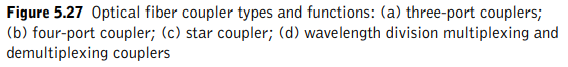 Figure 5.27 Optical fiber coupler types and functions: (a) three-port couplers;
(b) four-port coupler; (c) star coupler; (d) wavelength division multiplexing and
demultiplexing couplers